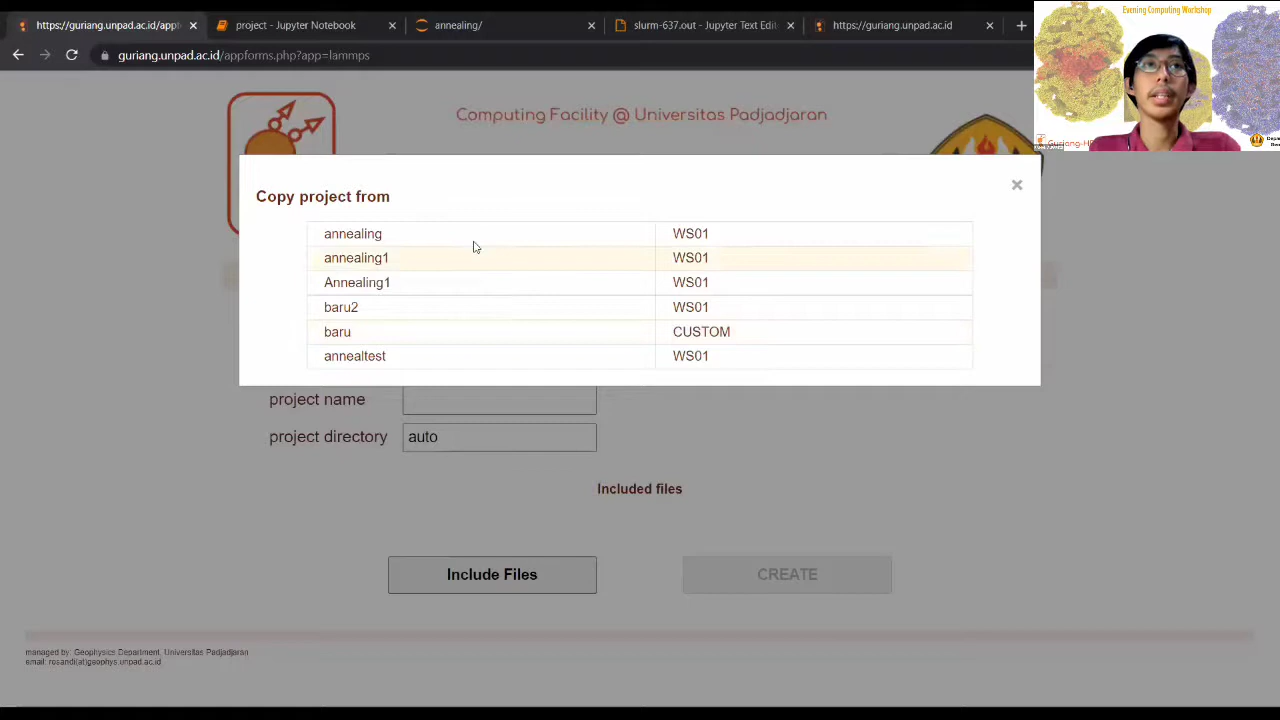 https://guriang.unpad.ac.id/app
project - Jupyter No
slurm-637.out - Jupyter Text Edit
https://guriang.unpad.ac.id
guriang.unpad.ac.id/appforms.php?app=lammps
Evening Computing Workshop
mputing Facility @ Universitas Padjadjaran
Copy project from
annealing WS01
annealing1 WS01
Annealing1 WS01
baru2 WS01
baru CUSTOM
annealtest WS01
project name
project directory auto
Included files
Include Files CREATE
managed by: Geophysics Department, Universitas Padjadjaran
email: rosandi(at)geophys.unpad.ac.id